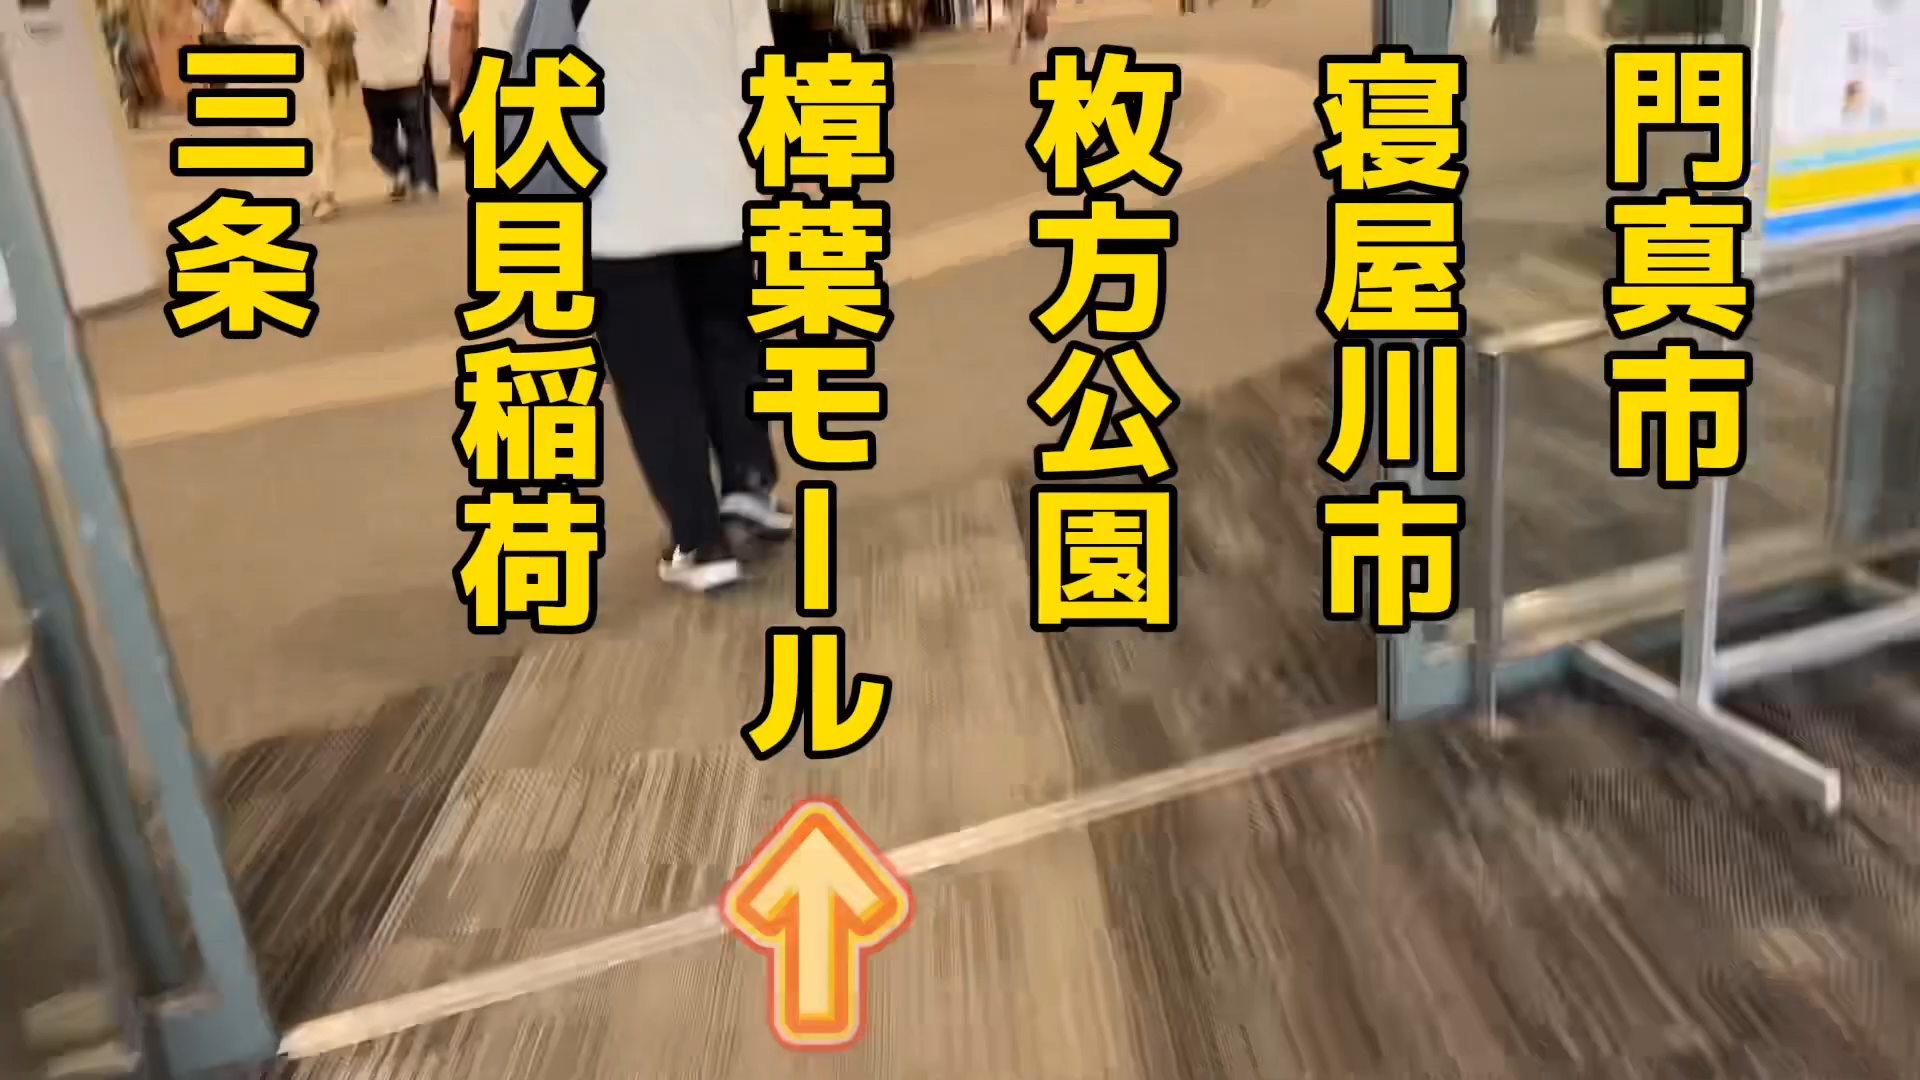 門真市
寝屋川市
枚方公園
樟葉モール
伏見稲荷
三条